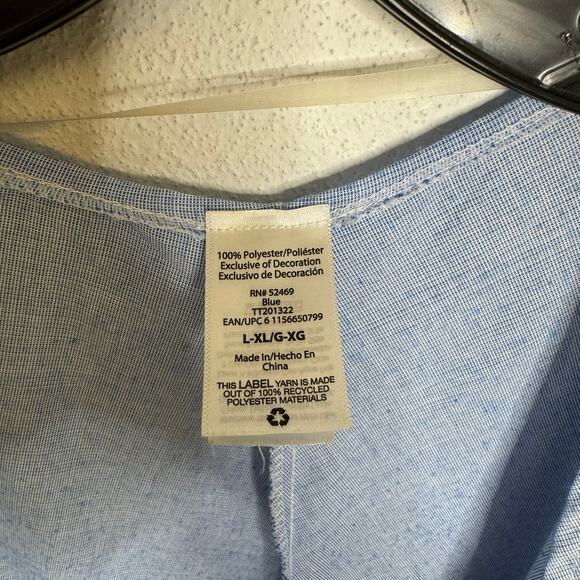 100% Polyester/Poliéster
Exclusive of Decoration
Exclusivo de Decoración
RN# 52469
Blue
TT201322
EAN/UPC 6 1156650799
L-XL/G-XG
Made In/Hecho En
China
THIS LABEL YARN IS MADE
OUT OF 100% RECYCLED
POLYESTER MATERIALS